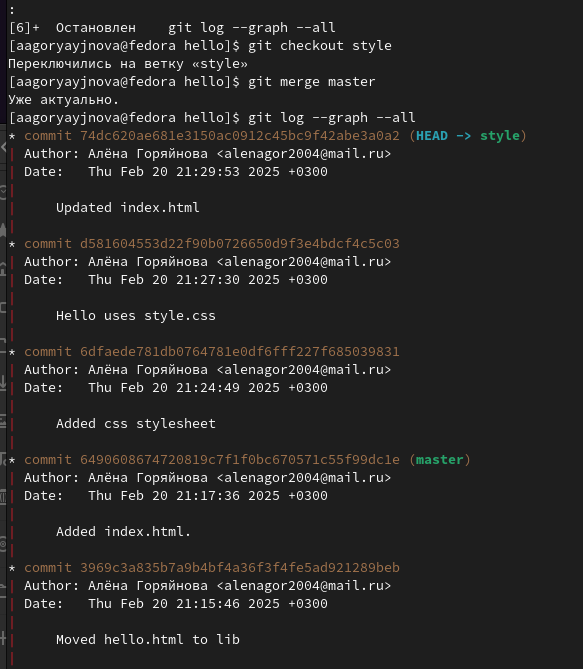 :
[6]+  Остановлен    git log --graph --all
[aagoryayjnova@fedora hello]$ git checkout style
Переключились на ветку «style»
[aagoryayjnova@fedora hello]$ git merge master
Уже актуально.
[aagoryayjnova@fedora hello]$ git log --graph --all
* commit 74dc620ae681e3150ac0912c45bc9f42abe3a0a2 (HEAD -> style)
| Author: Алёна Горяйнова <alenagor2004@mail.ru>
| Date:   Thu Feb 20 21:29:53 2025 +0300
|
|     Updated index.html
|
* commit d581604553d22f90b0726650d9f3e4bdcf4c5c03
| Author: Алёна Горяйнова <alenagor2004@mail.ru>
| Date:   Thu Feb 20 21:27:30 2025 +0300
|
|     Hello uses style.css
|
* commit 6dfaede781db0764781e0df6fff227f685039831
| Author: Алёна Горяйнова <alenagor2004@mail.ru>
| Date:   Thu Feb 20 21:24:49 2025 +0300
|
|     Added css stylesheet
|
* commit 6490608674720819c7f1f0bc670571c55f99dc1e (master)
| Author: Алёна Горяйнова <alenagor2004@mail.ru>
| Date:   Thu Feb 20 21:17:36 2025 +0300
|
|     Added index.html.
|
* commit 3969c3a835b7a9b4bf4a36f3f4fe5ad921289beb
| Author: Алёна Горяйнова <alenagor2004@mail.ru>
| Date:   Thu Feb 20 21:15:46 2025 +0300
|
|     Moved hello.html to lib
|